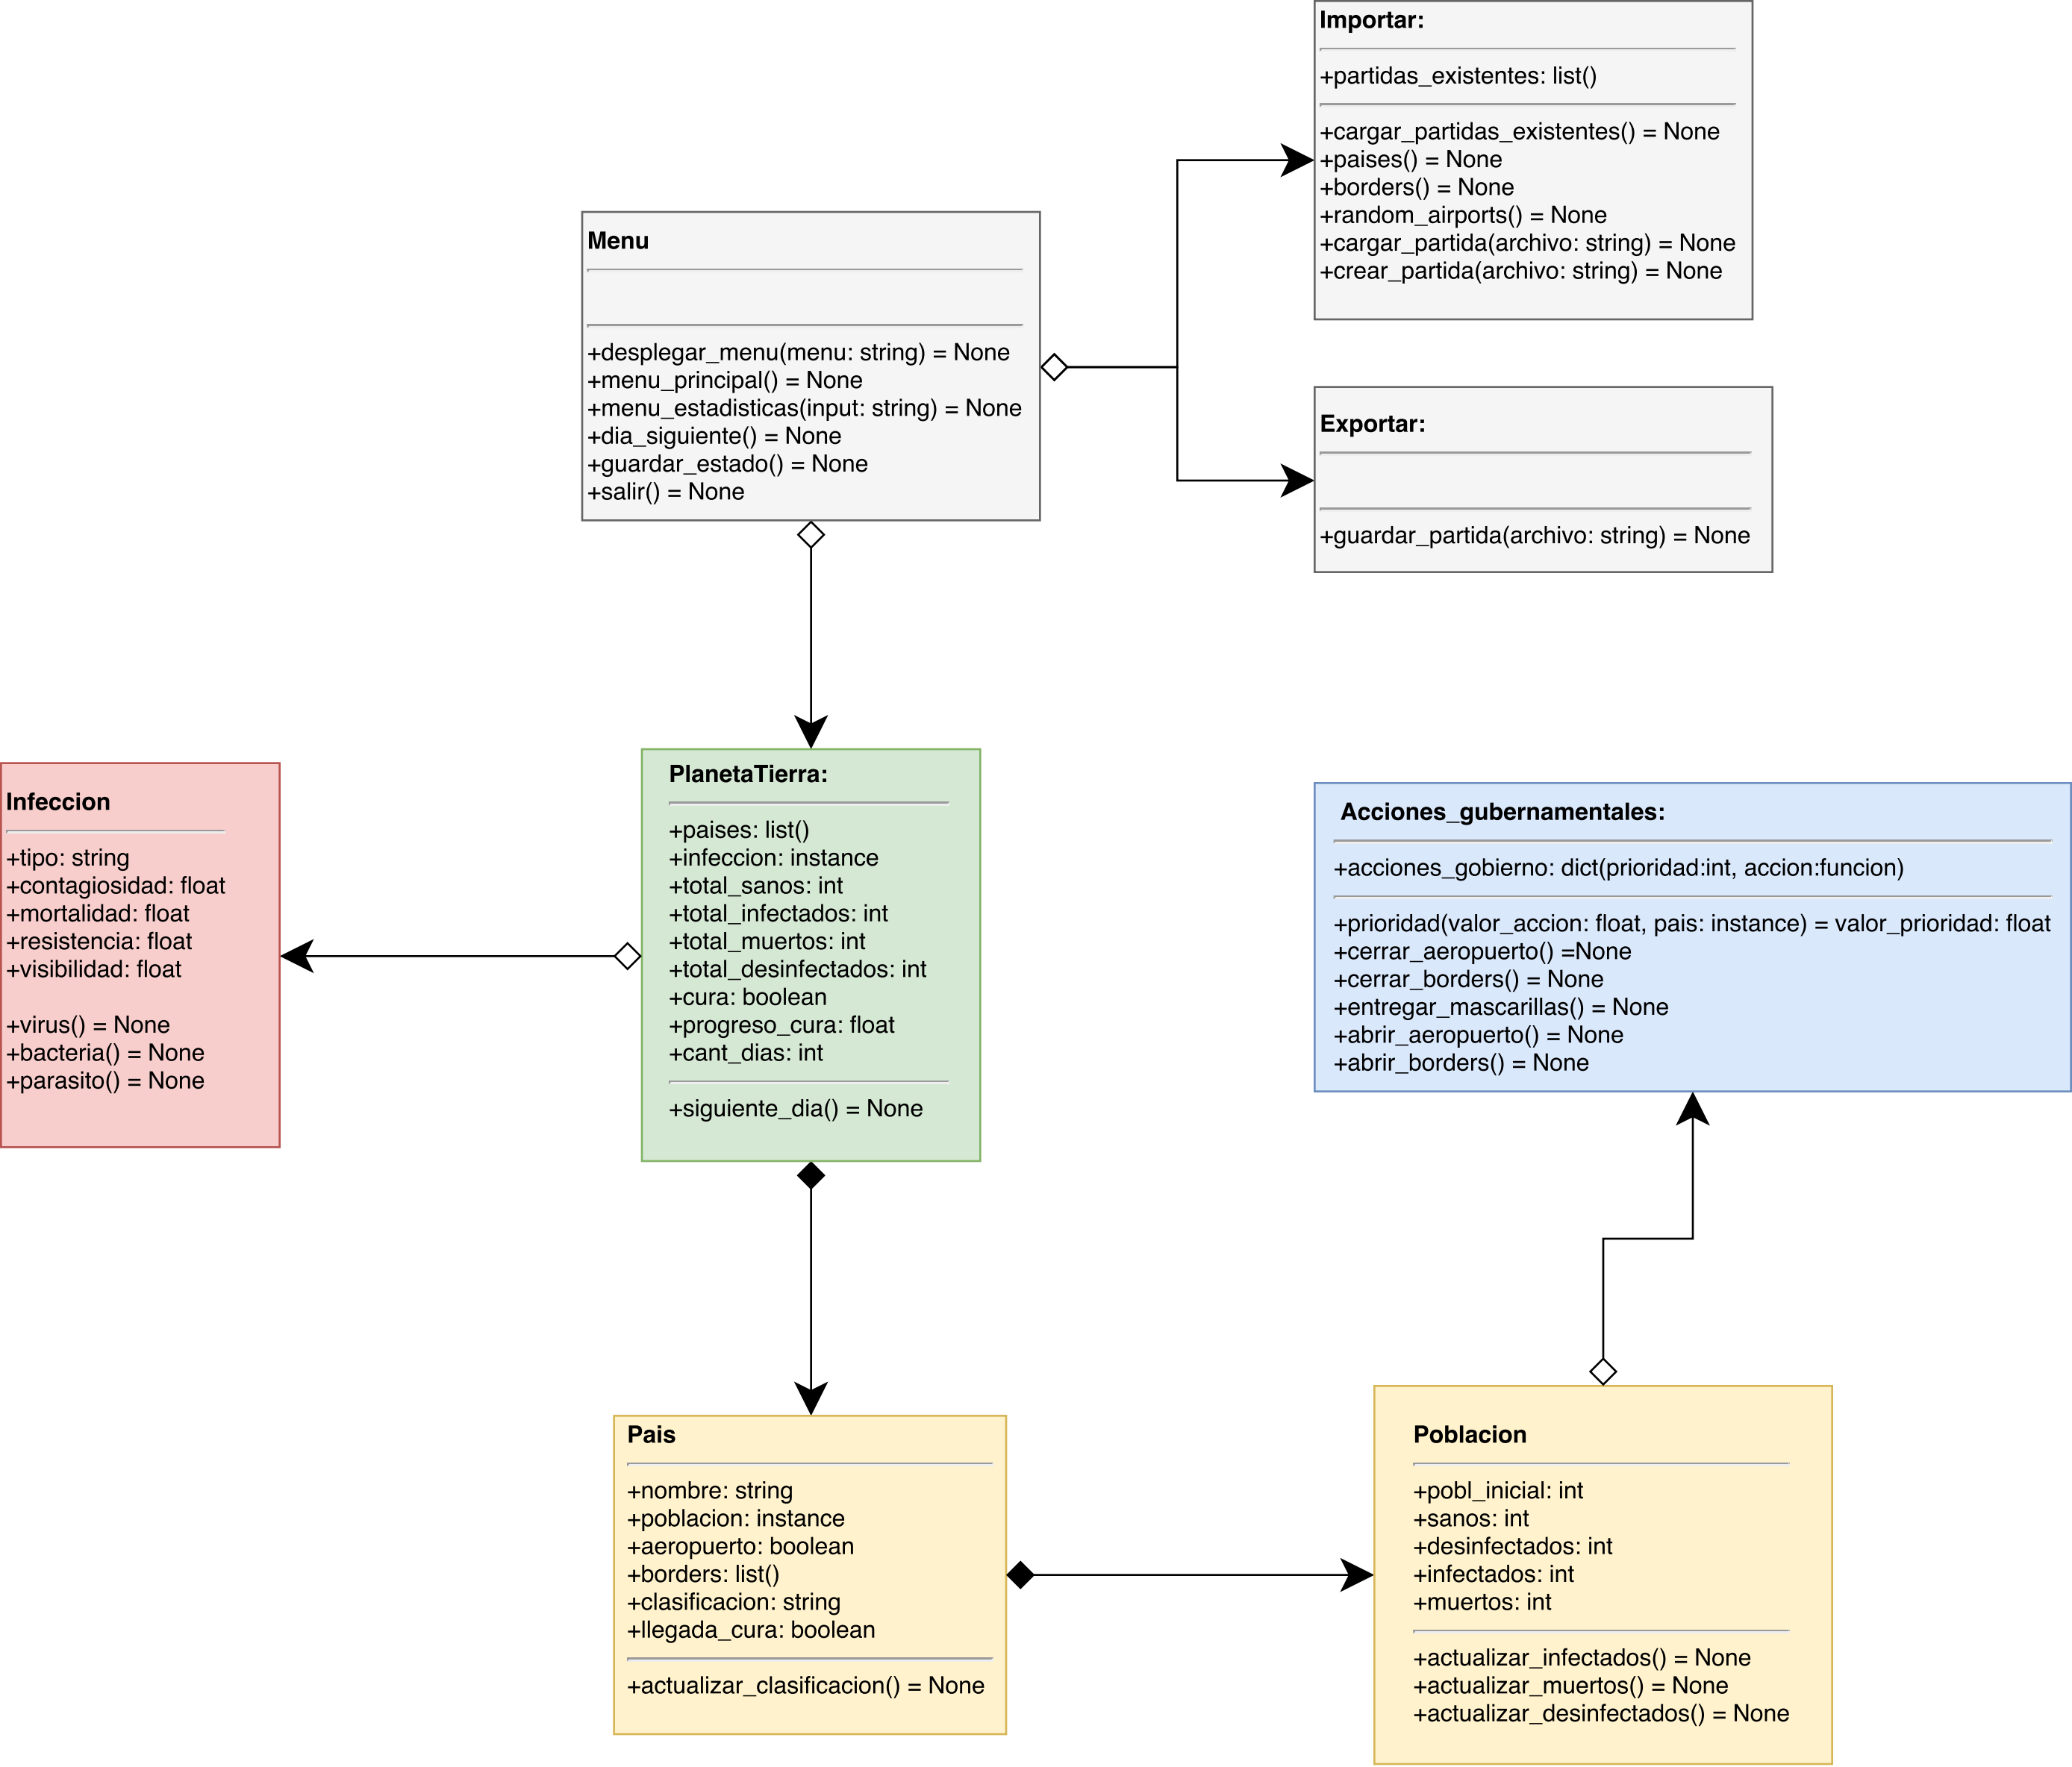 Importar:
+partidas_existentes: list()
+cargar_partidas_existentes() = None
+paises() = None
+borders() = None
+random_airports() = None
+cargar_partida(archivo: string) = None
+crear_partida(archivo: string) = None
Menu
+desplegar_menu(menu: string) = None
+menu_principal() = None
+menu_estadisticas(input: string) = None
+dia_siguiente() = None
+guardar_estado() = None
+salir() = None
Exportar:
+guardar_partida(archivo: string) = None
Infeccion
+tipo: string
+contagiosidad: float
+mortalidad: float
+resistencia: float
+visibilidad: float
+virus() = None
+bacteria() = None
+parasito() = None
PlanetaTierra:
+paises: list()
+infeccion: instance
+total_sanos: int
+total_infectados: int
+total_muertos: int
+total_desinfectados: int
+cura: boolean
+progreso_cura: float
+cant_dias: int
+siguiente_dia() = None
Acciones_gubernamentales:
+acciones_gobierno: dict(prioridad:int, accion:funcion)
+prioridad(valor_accion: float, pais: instance) = valor_prioridad: float
+cerrar_aeropuerto() =None
+cerrar_borders() = None
+entregar_mascarillas() = None
+abrir_aeropuerto() = None
+abrir_borders() = None
Pais
+nombre: string
+poblacion: instance
+aeropuerto: boolean
+borders: list()
+clasificacion: string
+llegada_cura: boolean
+actualizar_clasificacion() = None
Poblacion
+pobl_inicial: int
+sanos: int
+desinfectados: int
+infectados: int
+muertos: int
+actualizar_infectados() = None
+actualizar_muertos() = None
+actualizar_desinfectados() = None